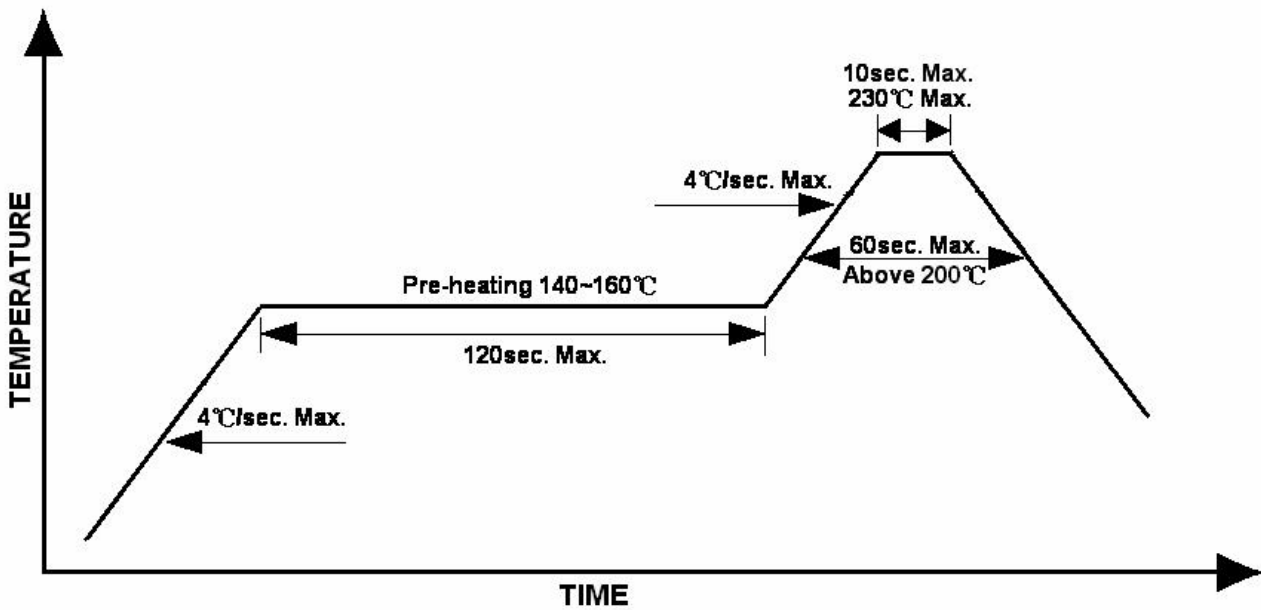 10sec. Max.
230℃ Max.
4℃/sec. Max.
60sec. Max.
Above 200℃
Pre-heating 140~160℃
120sec. Max.
4℃/sec. Max.
TEMPERATURE
TIME